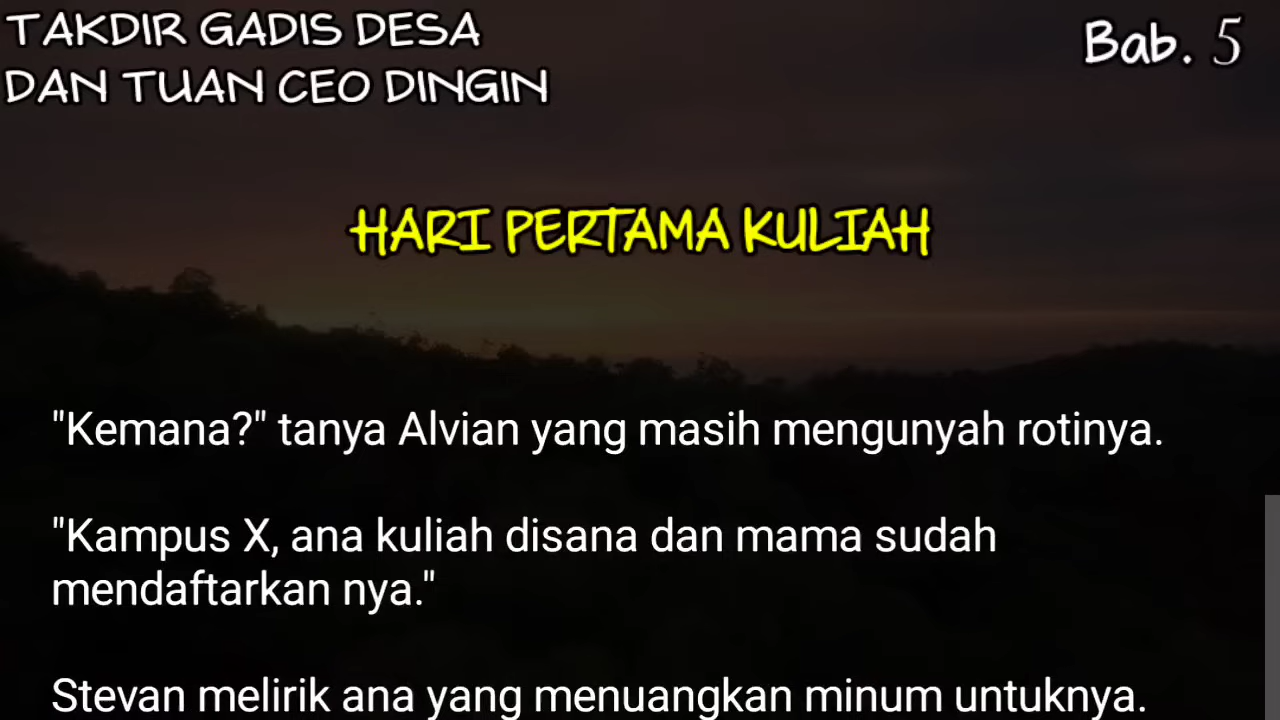 TAKDIR GADIS DESA
DAN TUAN CEO DINGIN
Bab. 5
HARI PERTAMA KULIAH
"Kemana?" tanya Alvian yang masih mengunyah rotinya.
"Kampus X, ana kuliah disana dan mama sudah
mendaftarkan nya."
Stevan melirik ana yang menuangkan minum untuknya.